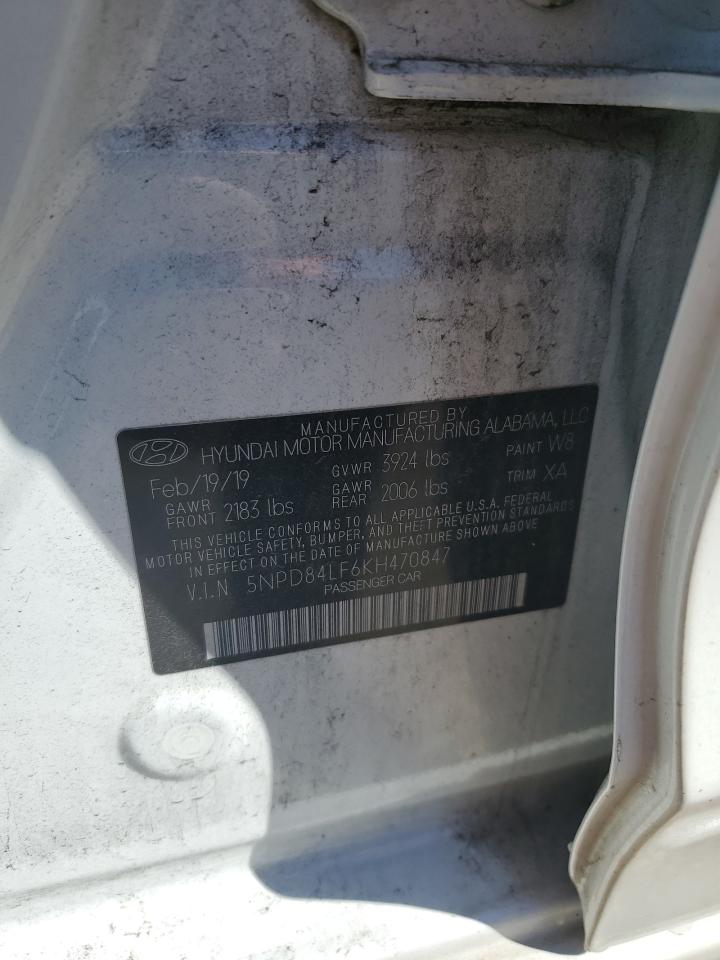 MANUFACTURED BY
HYUNDAI MOTOR MANUFACTURING ALABAMA, LLC
Feb/19/19 GVWR 3924 lbs PAINT W8
GAWR FRONT 2183 lbs GAWR REAR 2006 lbs TRIM XA
THIS VEHICLE CONFORMS TO ALL APPLICABLE U.S.A. FEDERAL
MOTOR VEHICLE SAFETY, BUMPER, AND THEFT PREVENTION STANDARDS
IN EFFECT ON THE DATE OF MANUFACTURE SHOWN ABOVE
V.I.N 5NPD84LF6KH470847
PASSENGER CAR